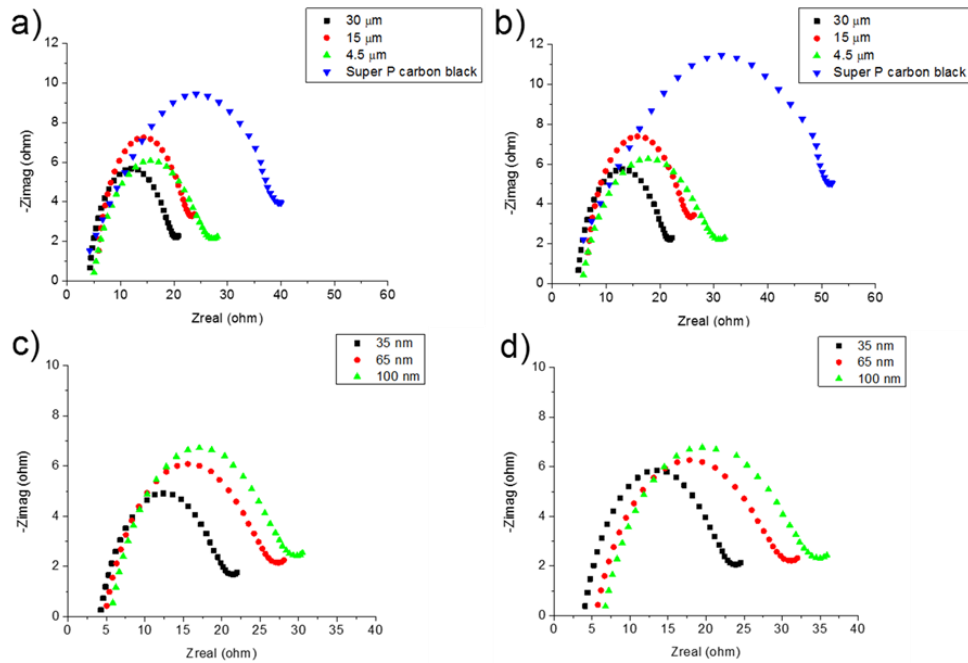 a)
30 μm
15 μm
4.5 μm
Super P carbon black
12
10
8
6
4
2
0
-Zimag (ohm)
0 10 20 30 40 50 60
Zreal (ohm)
b)
30 μm
15 μm
4.5 μm
Super P carbon black
12
10
8
6
4
2
0
-Zimag (ohm)
0 10 20 30 40 50 60
Zreal (ohm)
c)
35 nm
65 nm
100 nm
10
8
6
4
2
0
-Zimag (ohm)
0 5 10 15 20 25 30 35 40
Zreal (ohm)
d)
35 nm
65 nm
100 nm
10
8
6
4
2
0
-Zimag (ohm)
0 5 10 15 20 25 30 35 40
Zreal (ohm)